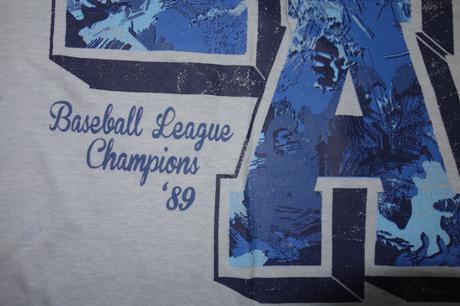 A
Baseball League
Champions
'89